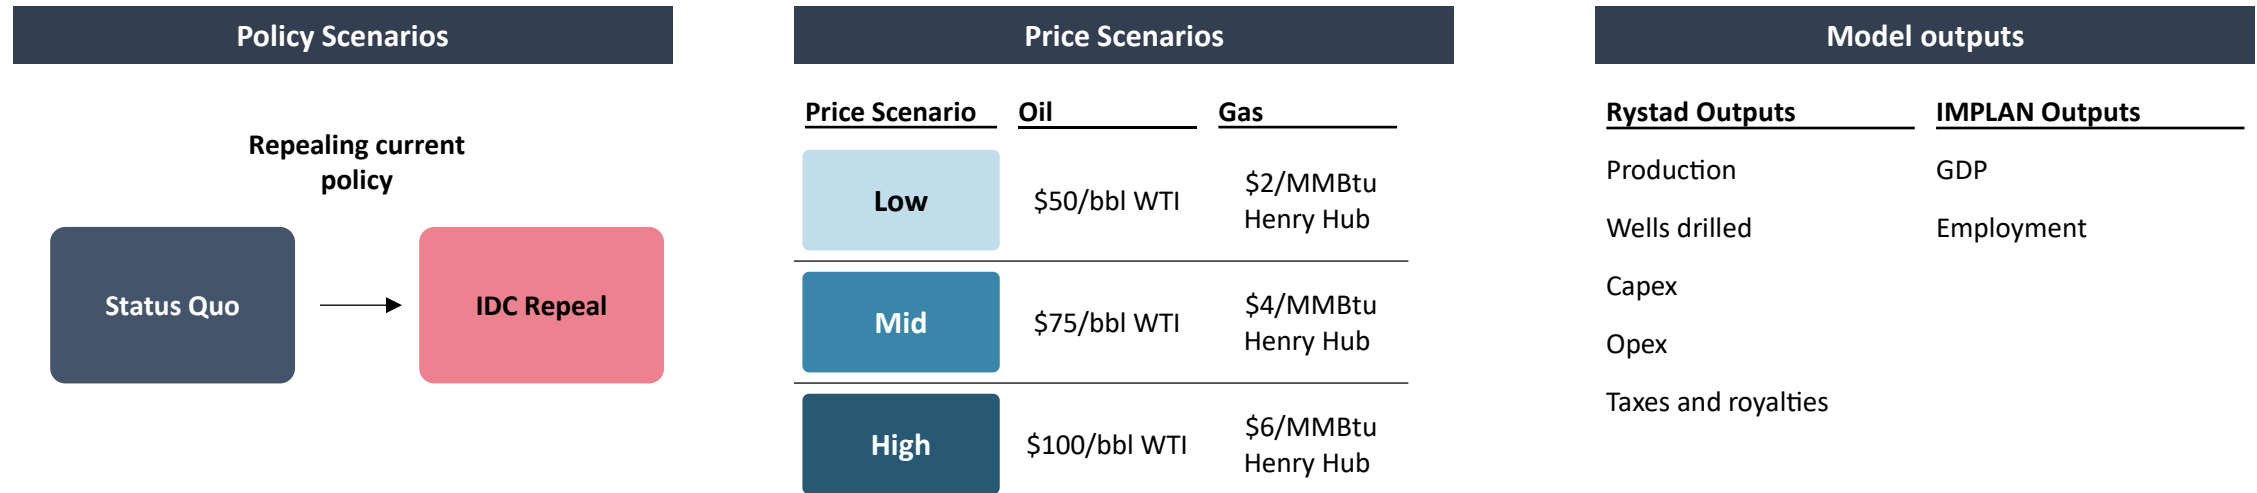 Policy Scenarios
Repealing current
policy
Status Quo
IDC Repeal
Price Scenarios
Price Scenario Oil Gas
Low $50/bbl WTI $2/MMBtu
Henry Hub
Mid $75/bbl WTI $4/MMBtu
Henry Hub
High $100/bbl WTI $6/MMBtu
Henry Hub
Model outputs
Rystad Outputs IMPLAN Outputs
Production GDP
Wells drilled Employment
Capex
Opex
Taxes and royalties